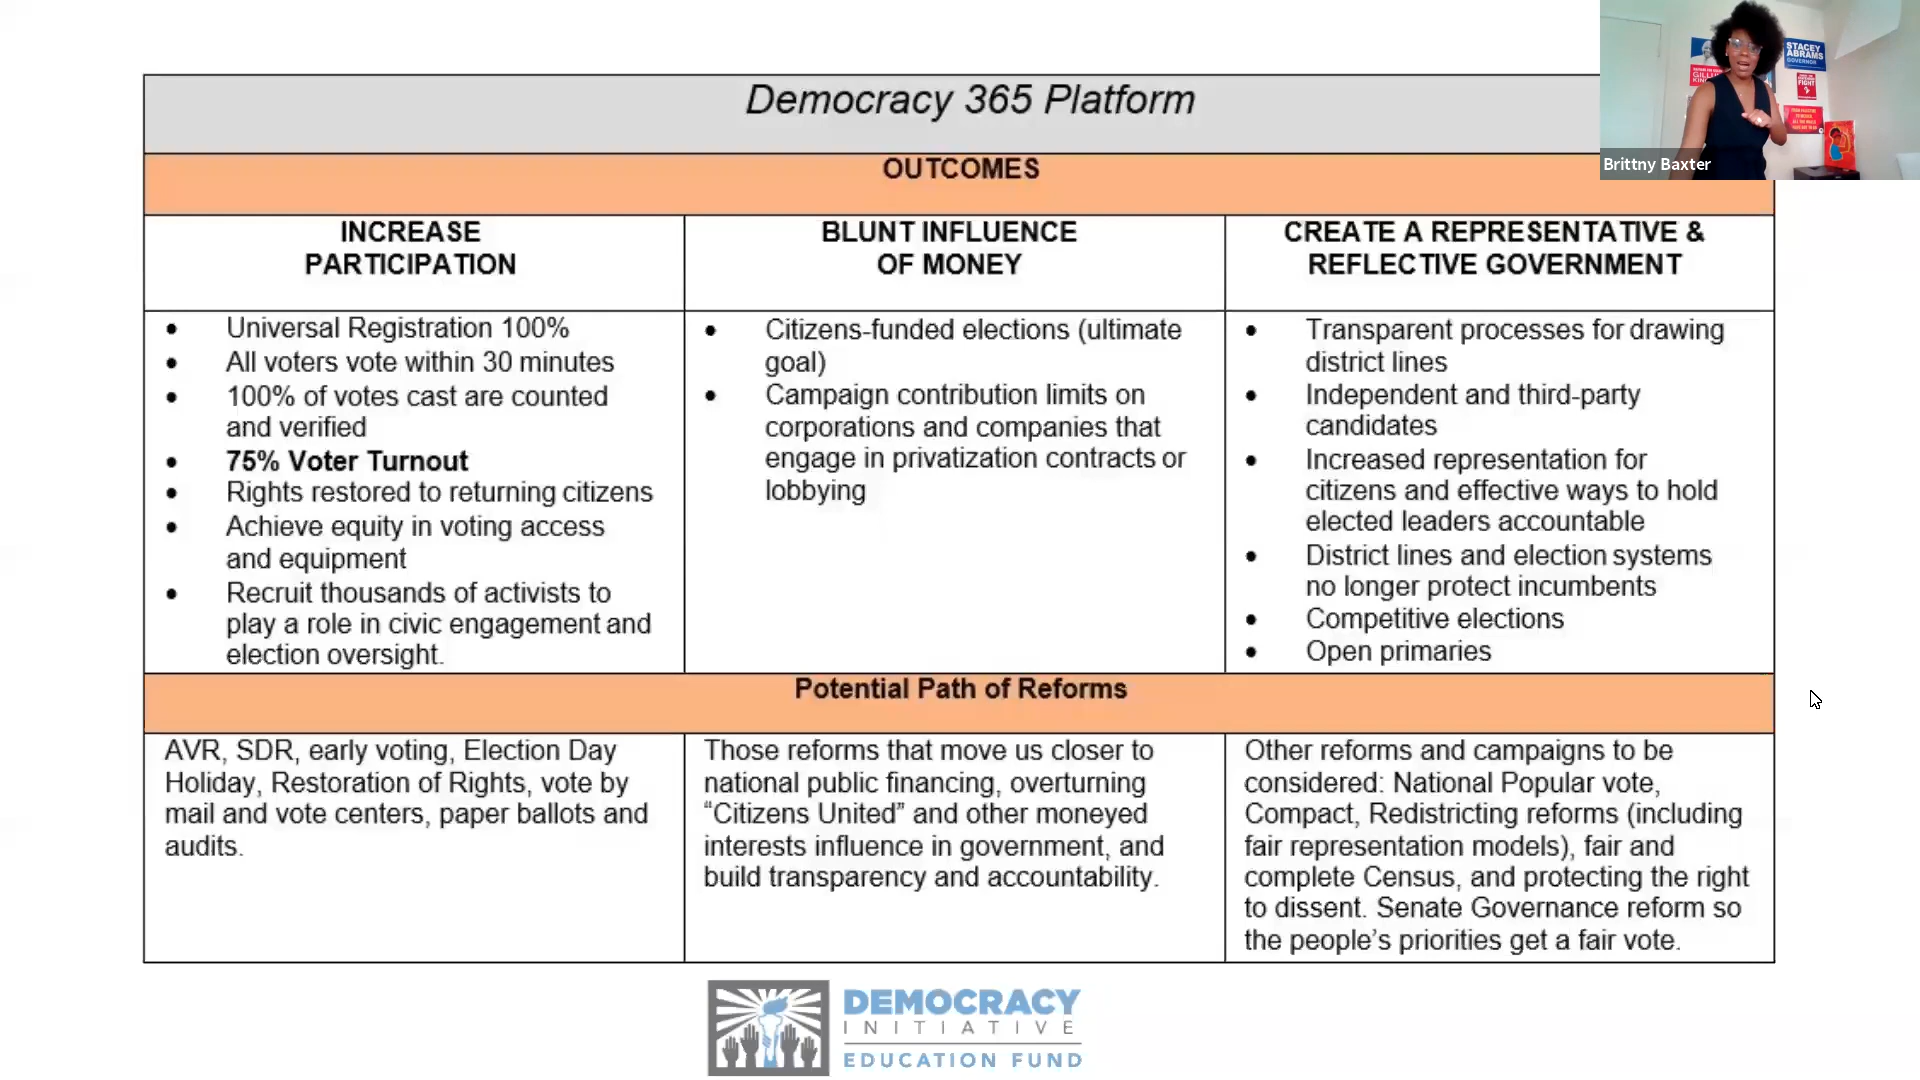 Democracy 365 Platform
OUTCOMES
INCREASE
PARTICIPATION
BLUNT INFLUENCE
OF MONEY
CREATE A REPRESENTATIVE &
REFLECTIVE GOVERNMENT
• Universal Registration 100%
• All voters vote within 30 minutes
• 100% of votes cast are counted
and verified
• 75% Voter Turnout
• Rights restored to returning citizens
• Achieve equity in voting access
and equipment
• Recruit thousands of activists to
play a role in civic engagement and
election oversight.
• Citizens-funded elections (ultimate
goal)
• Campaign contribution limits on
corporations and companies that
engage in privatization contracts or
lobbying
• Transparent processes for drawing
district lines
• Independent and third-party
candidates
• Increased representation for
citizens and effective ways to hold
elected leaders accountable
• District lines and election systems
no longer protect incumbents
• Competitive elections
• Open primaries
Potential Path of Reforms
AVR, SDR, early voting, Election Day
Holiday, Restoration of Rights, vote by
mail and vote centers, paper ballots and
audits.
Those reforms that move us closer to
national public financing, overturning
“Citizens United” and other moneyed
interests influence in government, and
build transparency and accountability.
Other reforms and campaigns to be
considered: National Popular vote,
Compact, Redistricting reforms (including
fair representation models), fair and
complete Census, and protecting the right
to dissent. Senate Governance reform so
the people’s priorities get a fair vote.
DEMOCRACY
INITIATIVE
EDUCATION FUND
STACEY
ABRAMS
GOVERNOR
FIGHT
Brittny Baxter